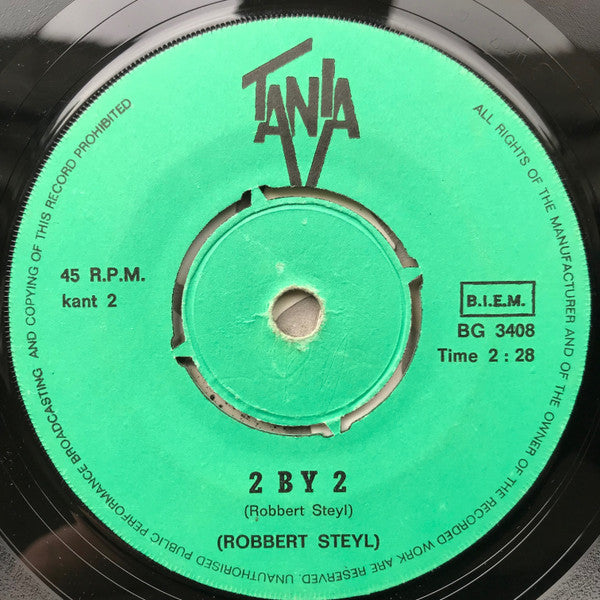 TANIA
45 R.P.M.
kant 2
B.I.E.M.
BG 3408
Time 2 : 28
2 BY 2
(Robbert Steyl)
(ROBBERT STEYL)
ALL RIGHTS OF THE MANUFACTURER AND OF THE OWNER OF THE RECORDED WORK ARE RESERVED, UNAUTHORISED PUBLIC PERFORMANCE BROADCASTING AND COPYING OF THIS RECORD PROHIBITED